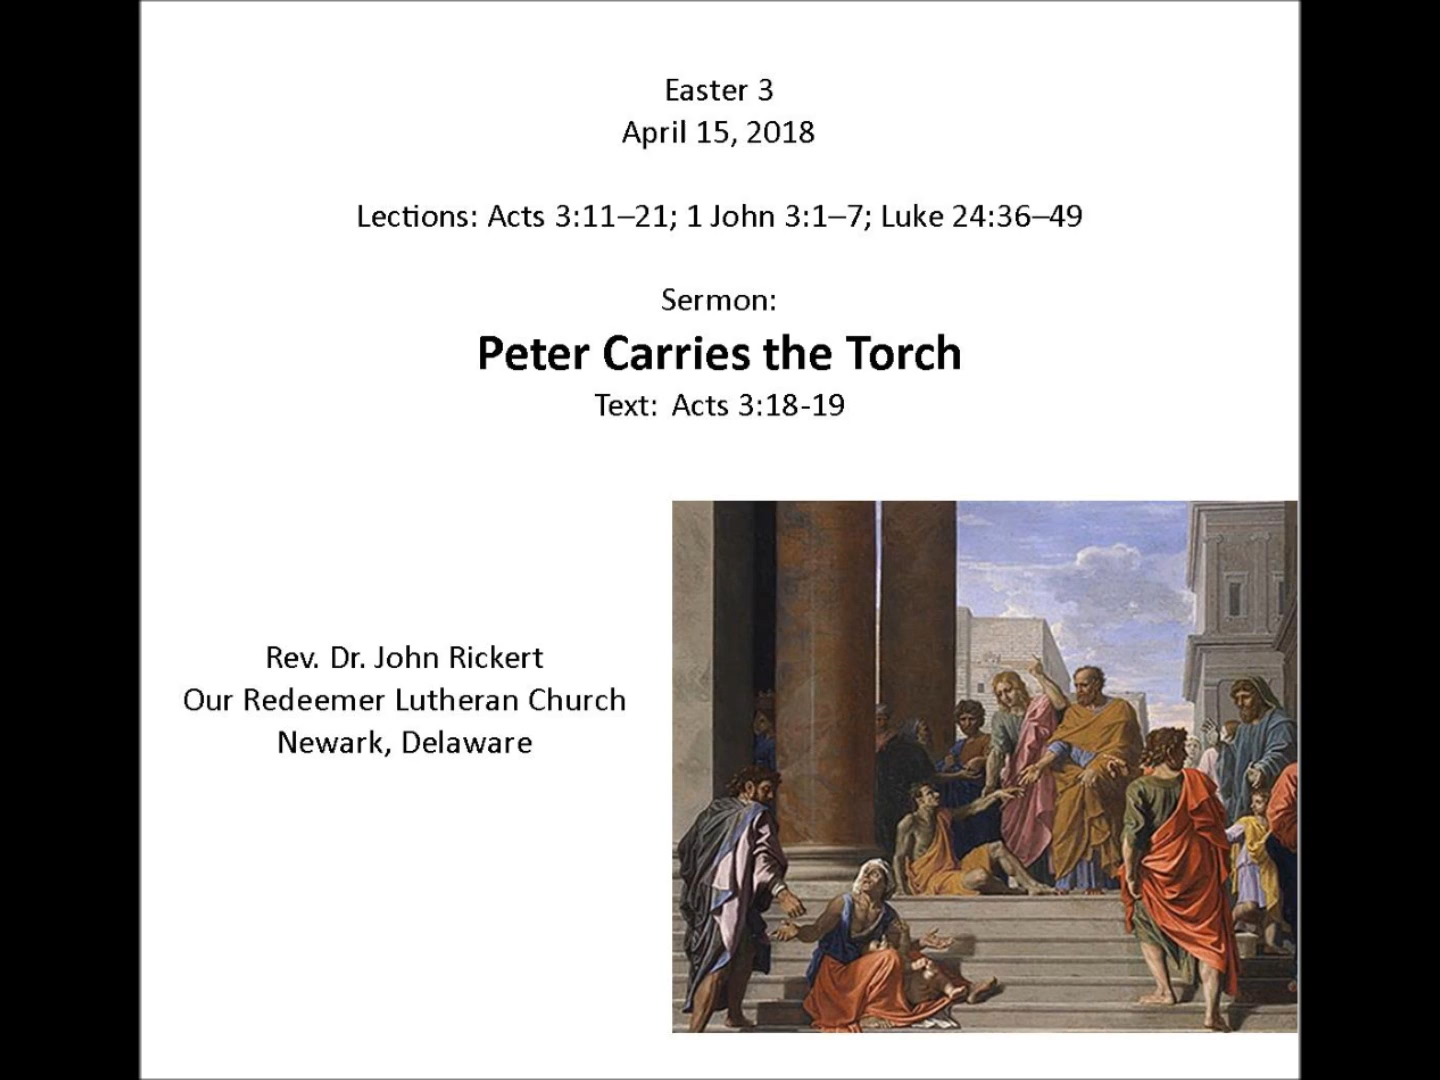 Easter 3
April 15, 2018
Lections: Acts 3:11–21; 1 John 3:1–7; Luke 24:36–49
Sermon:
Peter Carries the Torch
Text: Acts 3:18-19
Rev. Dr. John Rickert
Our Redeemer Lutheran Church
Newark, Delaware